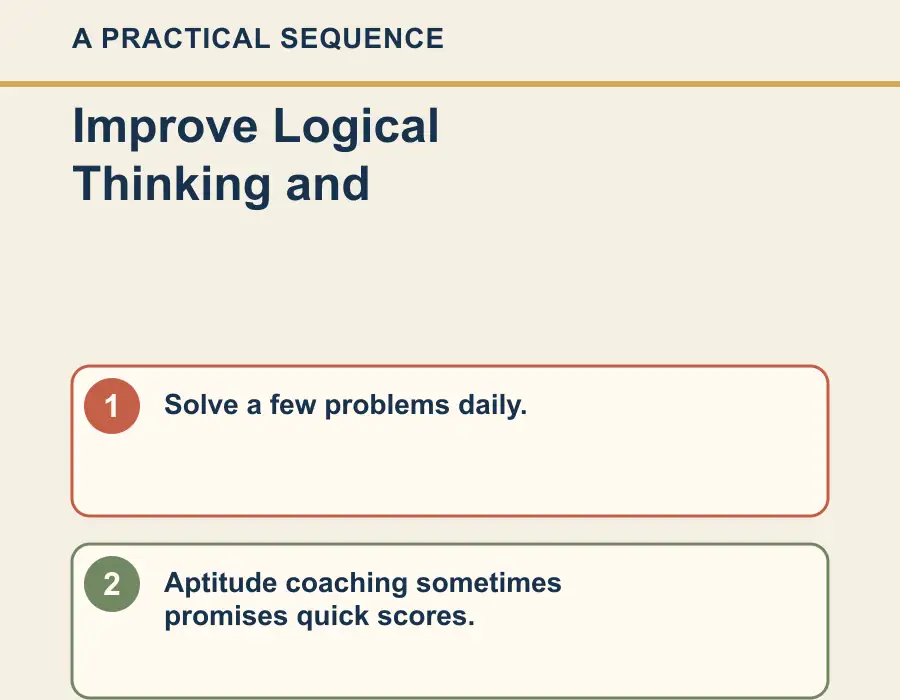 A PRACTICAL SEQUENCE
Improve Logical
Thinking and
1
Solve a few problems daily.
2
Aptitude coaching sometimes
promises quick scores.